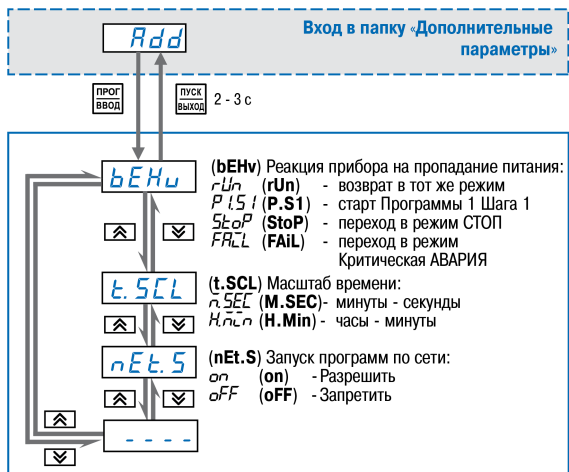 Add
Вход в папку «Дополнительные
параметры»
ПРОГ
ВВОД
ПУСК
ВЫХОД
2 - 3 с
bEHv
(bEHv) Реакция прибора на пропадание питания:
rUn (rUn) - возврат в тот же режим
P1.S1 (P.S1) - старт Программы 1 Шага 1
StoP (StoP) - переход в режим СТОП
FAiL (FAiL) - переход в режим
Критическая АВАРИЯ
t.SCL
(t.SCL) Масштаб времени:
m.SEC (M.SEC)- минуты - секунды
H.min (H.Min)- часы - минуты
nEt.S
(nEt.S) Запуск программ по сети:
on (on) - Разрешить
oFF (oFF) - Запретить
- - - -